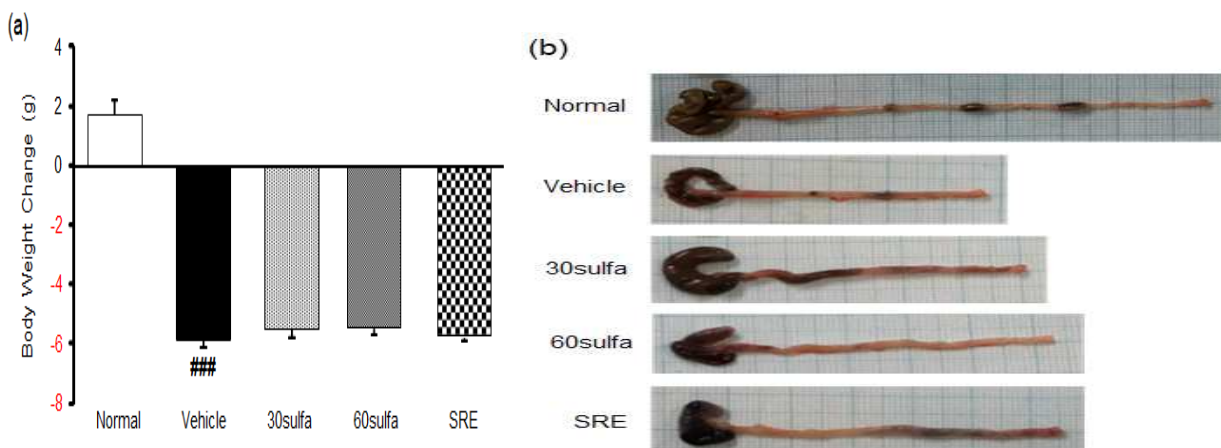 (a)
Body Weight Change (g)
4
2
0
-2
-4
-6
-8
###
Normal Vehicle 30sulfa 60sulfa SRE
(b)
Normal
Vehicle
30sulfa
60sulfa
SRE